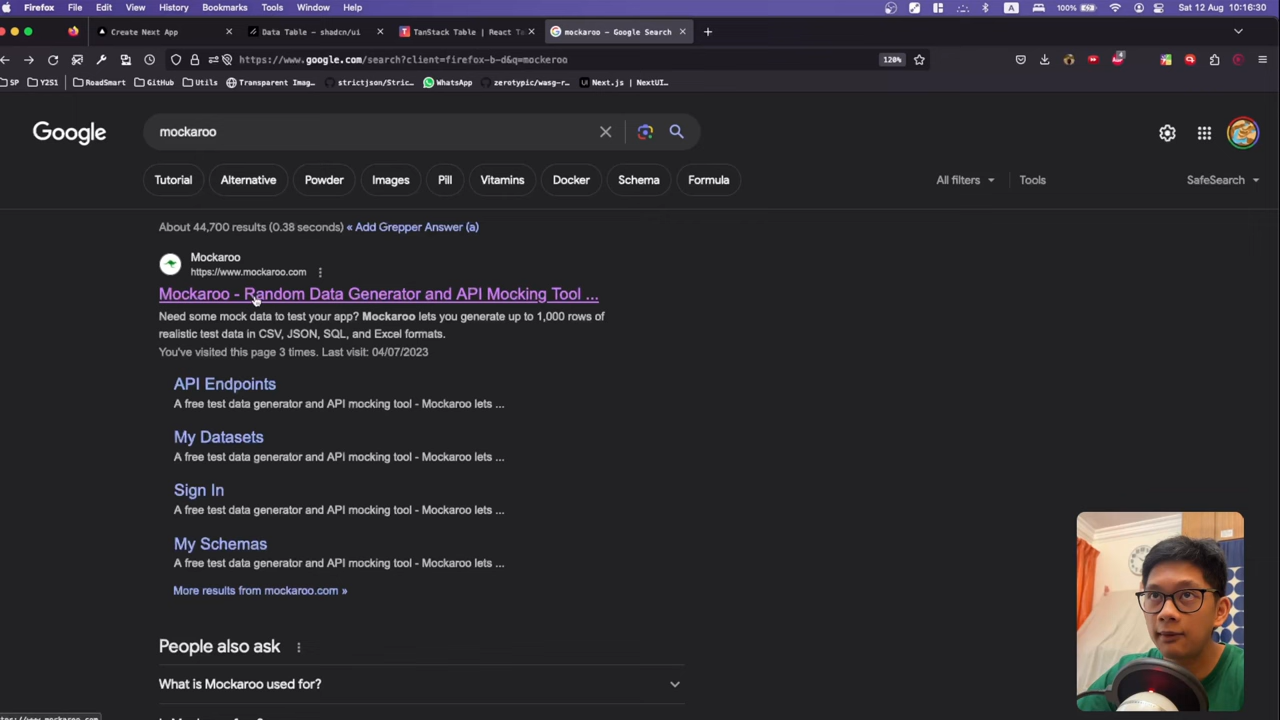 Firefox File Edit View History Bookmarks Tools Window Help A 100% Sat 12 Aug 10:16:30
Create Next App Data Table – shadcn/ui TanStack Table | React Ta mockaroo - Google Search
https://www.google.com/search?client=firefox-b-d&q=mockeroo 120% 4
SP Y2S1 RoadSmart GitHub Utils Transparent Imag... strictjson/Stric... WhatsApp zerotypic/wasg-r... Next.js | NextUI...
Google mockaroo
Tutorial Alternative Powder Images Pill Vitamins Docker Schema Formula All filters Tools SafeSearch
About 44,700 results (0.38 seconds) « Add Grepper Answer (a)
Mockaroo
https://www.mockaroo.com
Mockaroo - Random Data Generator and API Mocking Tool ...
Need some mock data to test your app? Mockaroo lets you generate up to 1,000 rows of
realistic test data in CSV, JSON, SQL, and Excel formats.
You've visited this page 3 times. Last visit: 04/07/2023
API Endpoints
A free test data generator and API mocking tool - Mockaroo lets ...
My Datasets
A free test data generator and API mocking tool - Mockaroo lets ...
Sign In
A free test data generator and API mocking tool - Mockaroo lets ...
My Schemas
A free test data generator and API mocking tool - Mockaroo lets ...
More results from mockaroo.com »
People also ask
What is Mockaroo used for?